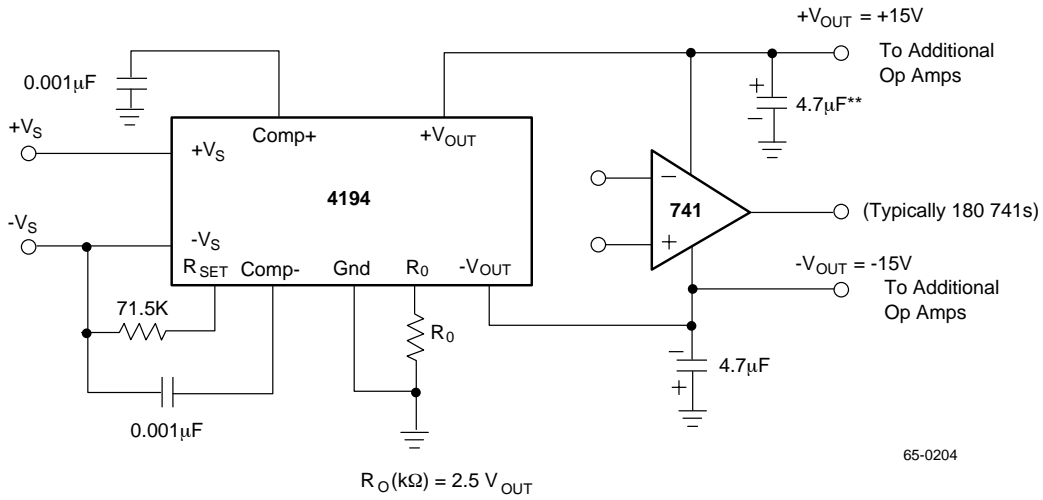 +VOUT = +15V
To Additional
Op Amps
0.001μF
+
4.7μF**
−
+VS
Comp+
+VOUT
+VS
4194
−
741
(Typically 180 741s)
+
-VS
-VS
RSET
Comp-
Gnd
R0
-VOUT
-VOUT = -15V
To Additional
Op Amps
71.5K
R0
−
4.7μF
+
0.001μF
65-0204
RO(kΩ) = 2.5 VOUT